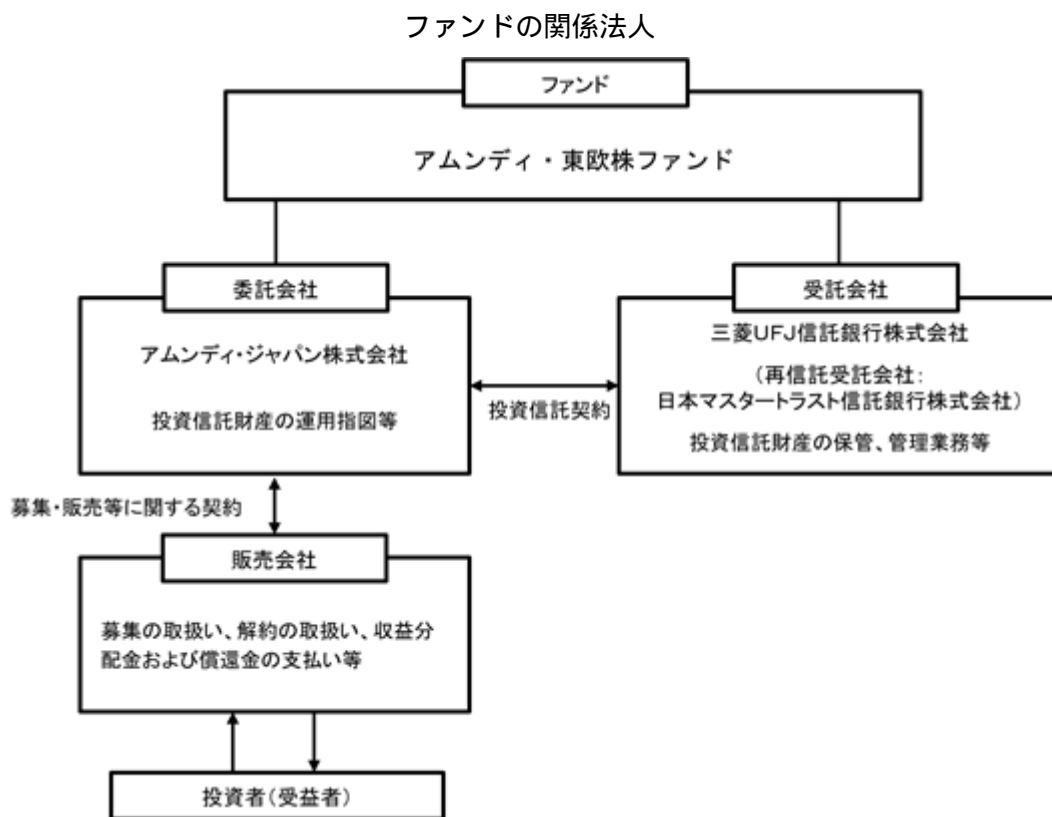 ファンドの関係法人
ファンド
アムンディ・東欧株ファンド
委託会社
アムンディ・ジャパン株式会社
投資信託財産の運用指図等
投資信託契約
受託会社
三菱UFJ信託銀行株式会社
(再信託受託会社:
日本マスタートラスト信託銀行株式会社)
投資信託財産の保管、管理業務等
募集・販売等に関する契約
販売会社
募集の取扱い、解約の取扱い、収益分
配金および償還金の支払い等
投資者(受益者)